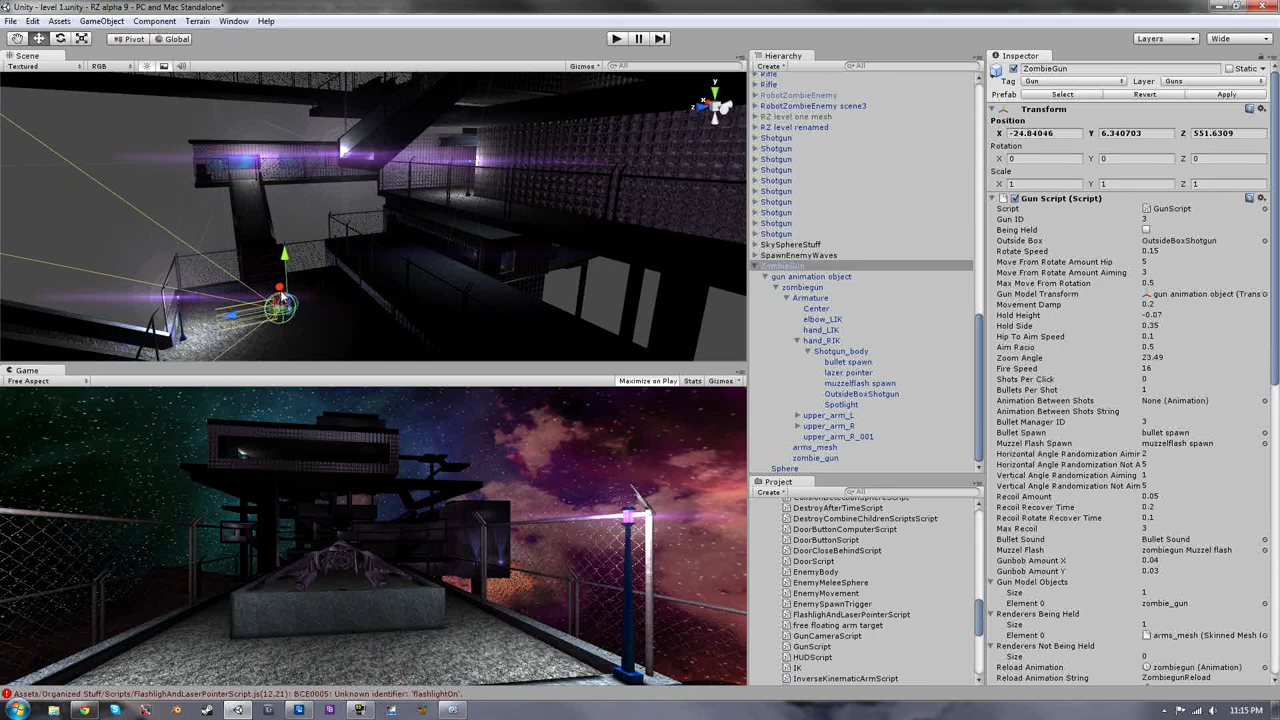 Unity - level 1.unity - RZ alpha 9 - PC and Mac Standalone*
File Edit Assets GameObject Component Terrain Window Help
Pivot Global
Layers Wide
Scene
Textured RGB Gizmos All
y
x
z
Game
Free Aspect Maximize on Play Stats Gizmos
Assets/Organized Stuff/Scripts/FlashlighAndLaserPointerScript.js(12,21): BCE0005: Unknown identifier: 'flashlightOn'.
Hierarchy
Create All
Rifle
Rifle
RobotZombieEnemy
RobotZombieEnemy scene3
RZ level one mesh
RZ level renamed
Shotgun
Shotgun
Shotgun
Shotgun
Shotgun
Shotgun
Shotgun
Shotgun
Shotgun
Shotgun
SkySphereStuff
SpawnEnemyWaves
ZombieGun
gun animation object
zombiegun
Armature
Center
elbow_LIK
hand_LIK
hand_RIK
Shotgun_body
bullet spawn
lazer pointer
muzzelflash spawn
OutsideBoxShotgun
Spotlight
upper_arm_L
upper_arm_R
upper_arm_R_001
arms_mesh
zombie_gun
Sphere
Project
Create All
CollisionDetectionSphereScript
DestroyAfterTimeScript
DestroyCombineChildrenScriptsScript
DoorButtonComputerScript
DoorButtonScript
DoorCloseBehindScript
DoorScript
EnemyBody
EnemyMeleeSphere
EnemyMovement
EnemySpawnTrigger
FlashlighAndLaserPointerScript
free floating arm target
GunCameraScript
GunScript
HUDScript
IK
InverseKinematicArmScript
Inspector
ZombieGun Static
Tag Gun Layer Guns
Prefab Select Revert Apply
Transform
Position
X -24.84046 Y 6.340703 Z 551.6309
Rotation
X 0 Y 0 Z 0
Scale
X 1 Y 1 Z 1
Gun Script (Script)
Script GunScript
Gun ID 3
Being Held
Outside Box OutsideBoxShotgun
Rotate Speed 0.15
Move From Rotate Amount Hip 5
Move From Rotate Amount Aiming 3
Max Move From Rotation 0.5
Gun Model Transform gun animation object (Trans
Movement Damp 0.2
Hold Height -0.07
Hold Side 0.35
Hip To Aim Speed 0.1
Aim Racio 0.5
Zoom Angle 23.49
Fire Speed 16
Shots Per Click 0
Bullets Per Shot 1
Animation Between Shots None (Animation)
Animation Between Shots String
Bullet Manager ID 3
Bullet Spawn bullet spawn
Muzzel Flash Spawn muzzelflash spawn
Horizontal Angle Randomization Aimir 2
Horizontal Angle Randomization Not A 5
Vertical Angle Randomization Aiming 1
Vertical Angle Randomization Not Aim 5
Recoil Amount 0.05
Recoil Recover Time 0.2
Recoil Rotate Recover Time 0.1
Max Recoil 3
Bullet Sound Bullet Sound
Muzzel Flash zombiegun Muzzel flash
Gunbob Amount X 0.04
Gunbob Amount Y 0.03
Gun Model Objects
Size 1
Element 0 zombie_gun
Renderers Being Held
Size 1
Element 0 arms_mesh (Skinned Mesh I
Renderers Not Being Held
Size 0
Reload Animation zombiegun (Animation)
Reload Animation String ZombiegunReload
11:15 PM